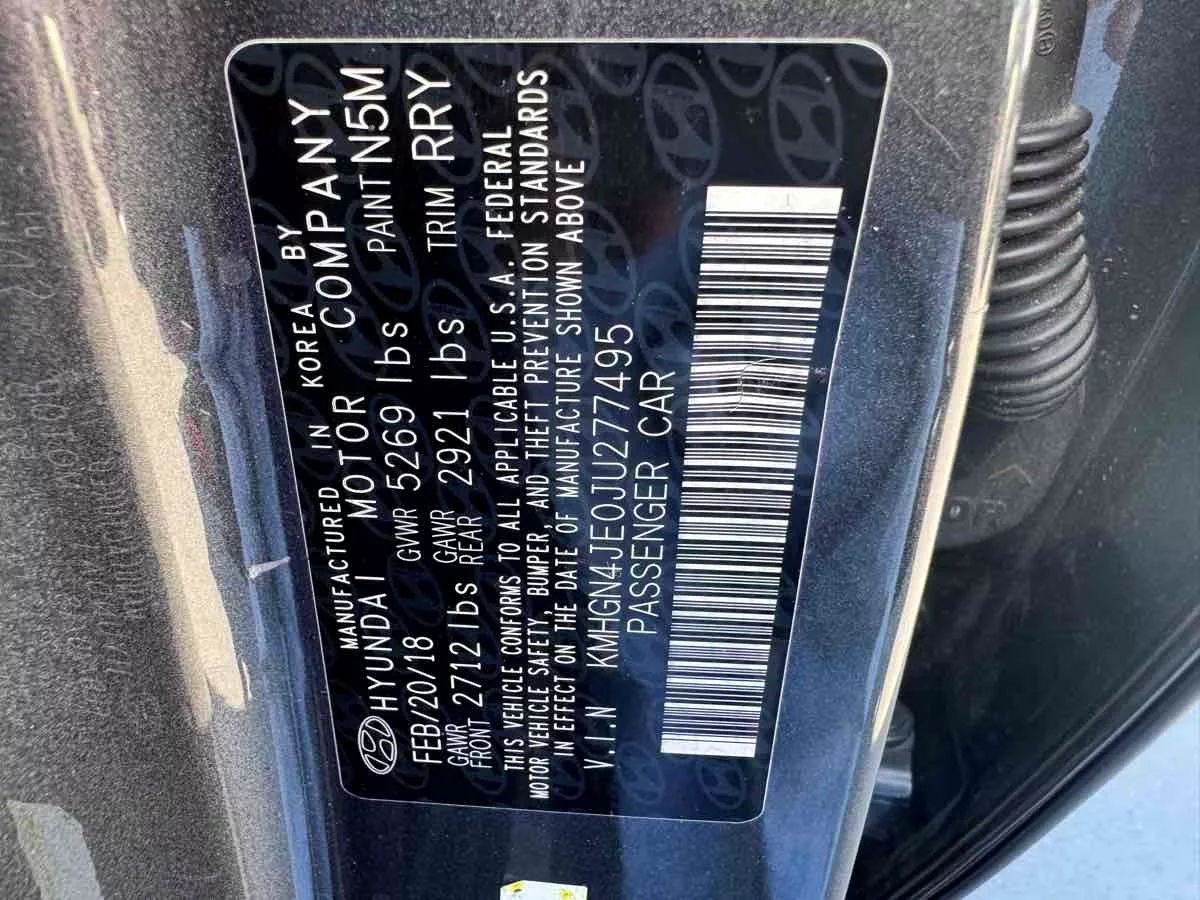 MANUFACTURED IN KOREA BY
HYUNDAI MOTOR COMPANY
FEB/20/18 GVWR 5269 lbs PAINT N5M
GAWR FRONT 2712 lbs GAWR REAR 2921 lbs TRIM RRY
THIS VEHICLE CONFORMS TO ALL APPLICABLE U.S.A. FEDERAL
MOTOR VEHICLE SAFETY, BUMPER, AND THEFT PREVENTION STANDARDS
IN EFFECT ON THE DATE OF MANUFACTURE SHOWN ABOVE
V.I.N KMHGN4JE0JU277495
PASSENGER CAR